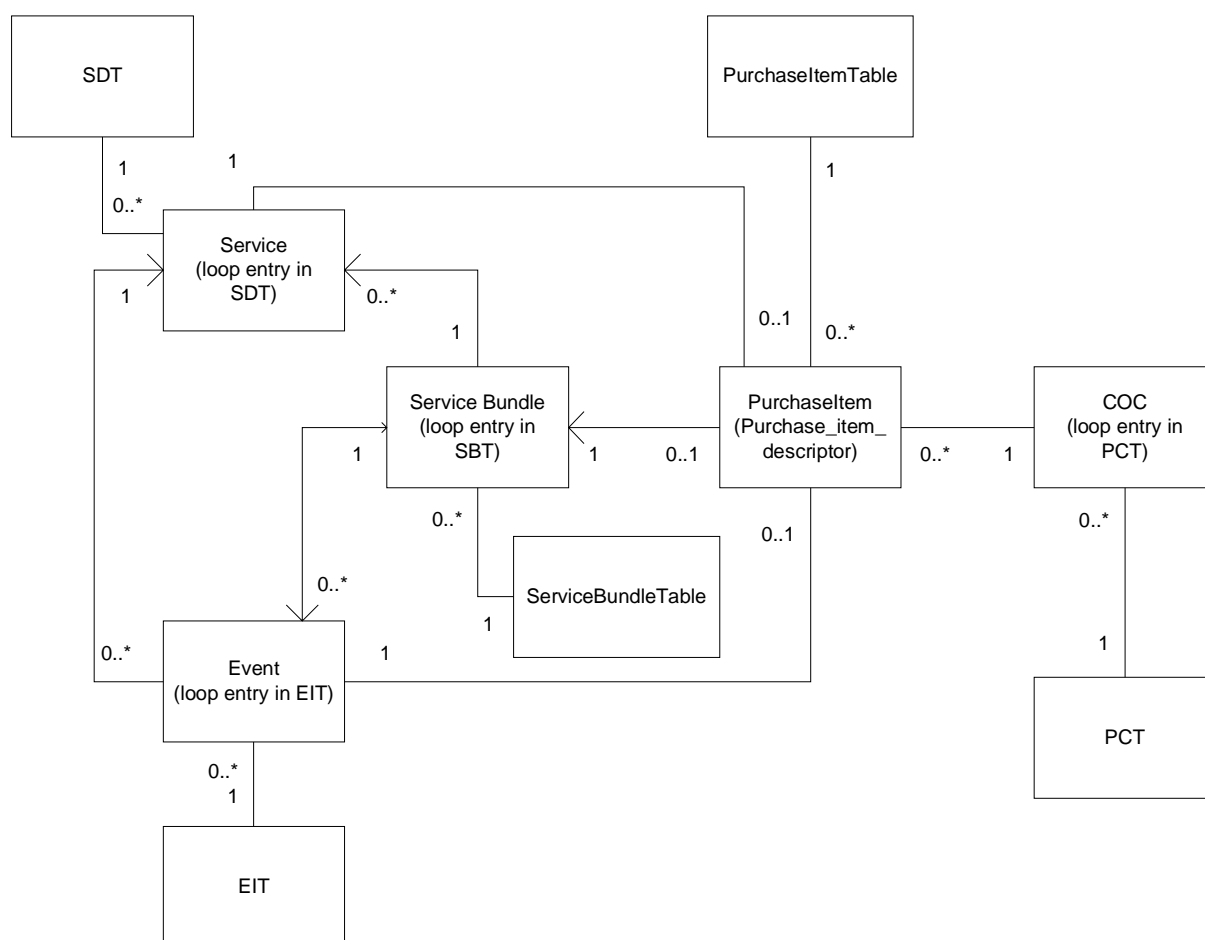 SDT
PurchaseItemTable
1
1
1
0..*
Service
(loop entry in
SDT)
1
0..*
1
0..1
0..*
Service Bundle
(loop entry in
SBT)
PurchaseItem
(Purchase_item_
descriptor)
COC
(loop entry in
PCT)
1
1
0..1
0..*
1
0..*
0..1
0..*
0..*
ServiceBundleTable
1
0..*
1
1
Event
(loop entry in EIT)
PCT
0..*
1
EIT